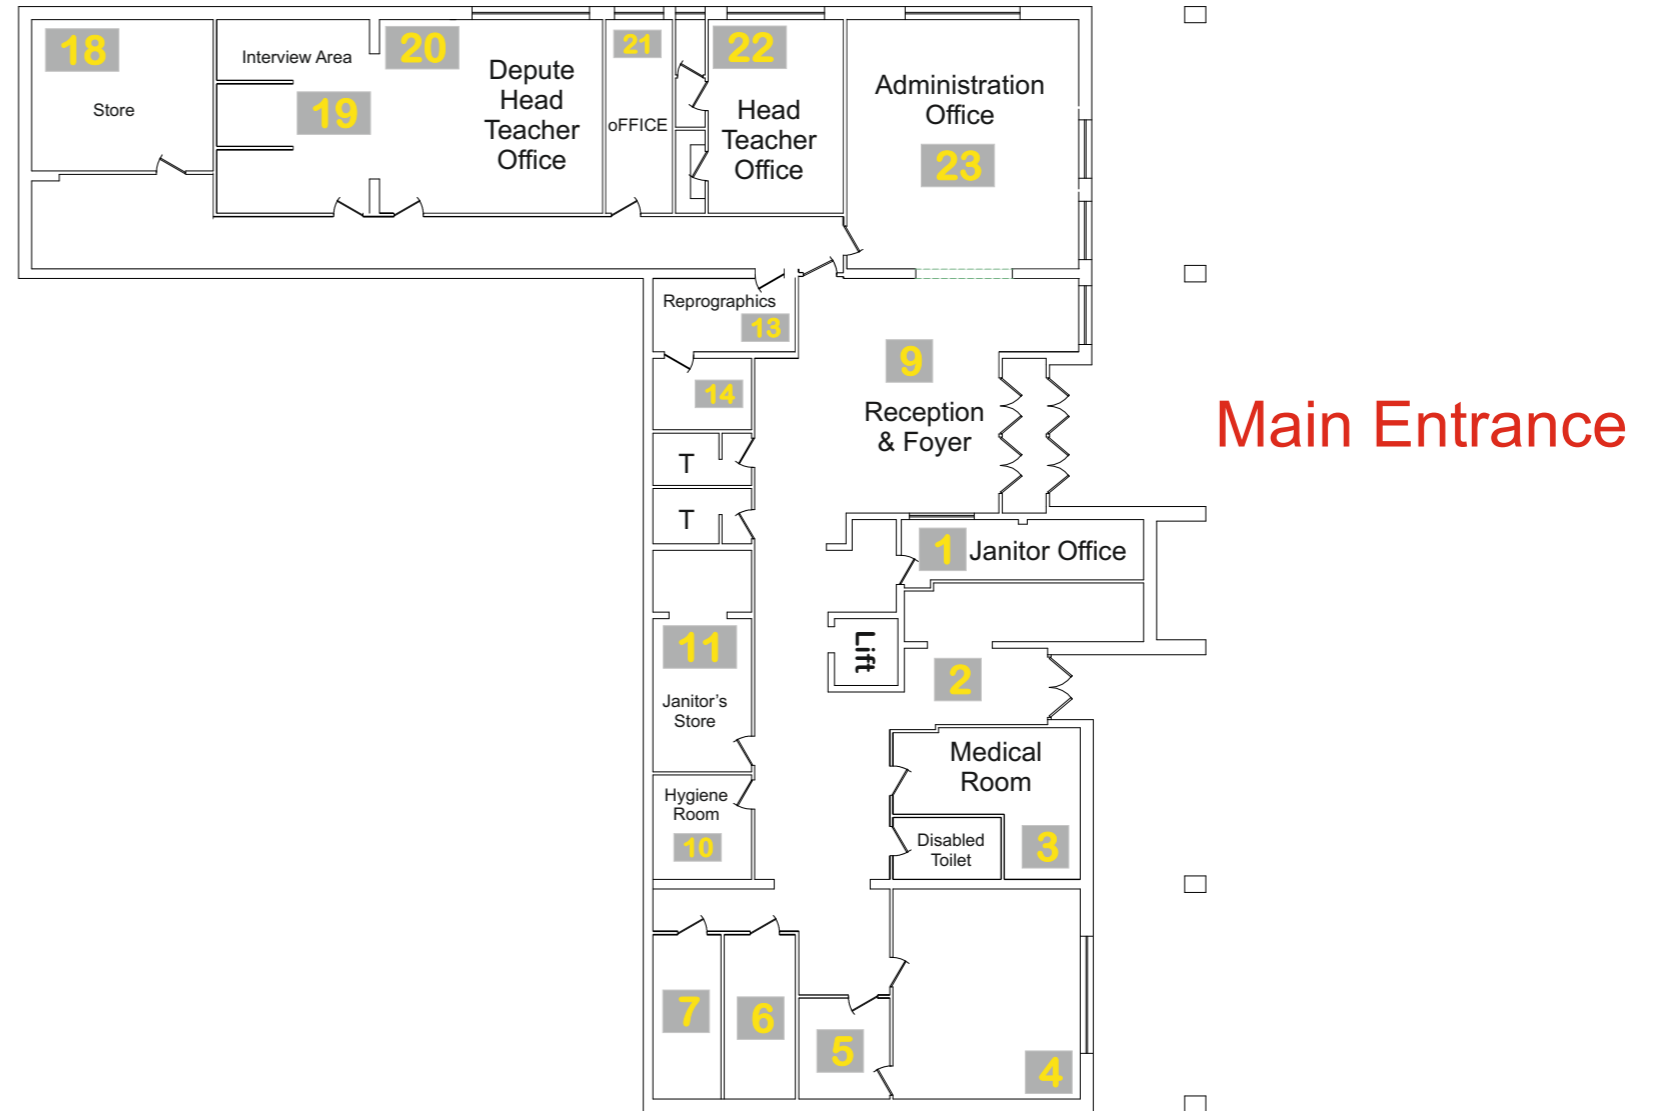 18
Store
Interview Area
19
20
Depute
Head
Teacher
Office
21
oFFICE
22
Head
Teacher
Office
Administration
Office
23
Reprographics
13
14
9
Reception
& Foyer
Main Entrance
T
T
1 Janitor Office
11
Janitor’s
Store
Lift
2
Medical
Room
3
Disabled
Toilet
Hygiene
Room
10
7
6
5
4